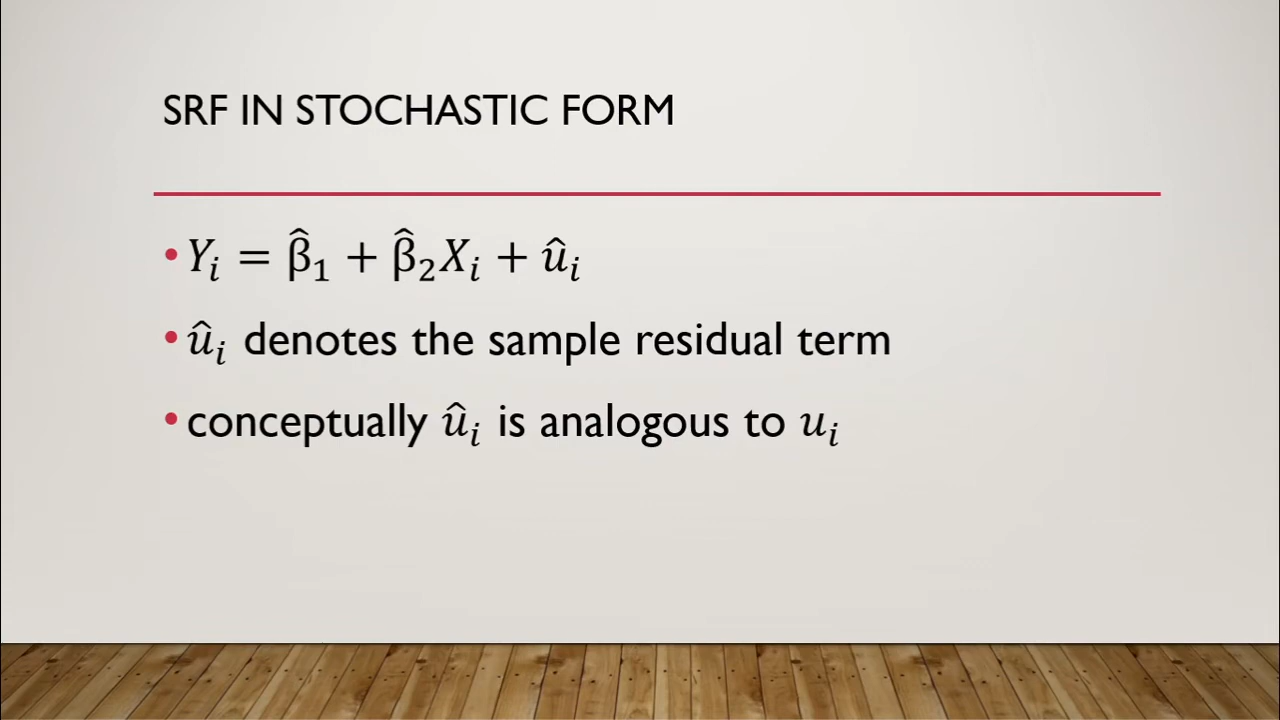 SRF IN STOCHASTIC FORM
• Yᵢ = β̂₁ + β̂₂Xᵢ + ûᵢ
• ûᵢ denotes the sample residual term
• conceptually ûᵢ is analogous to uᵢ